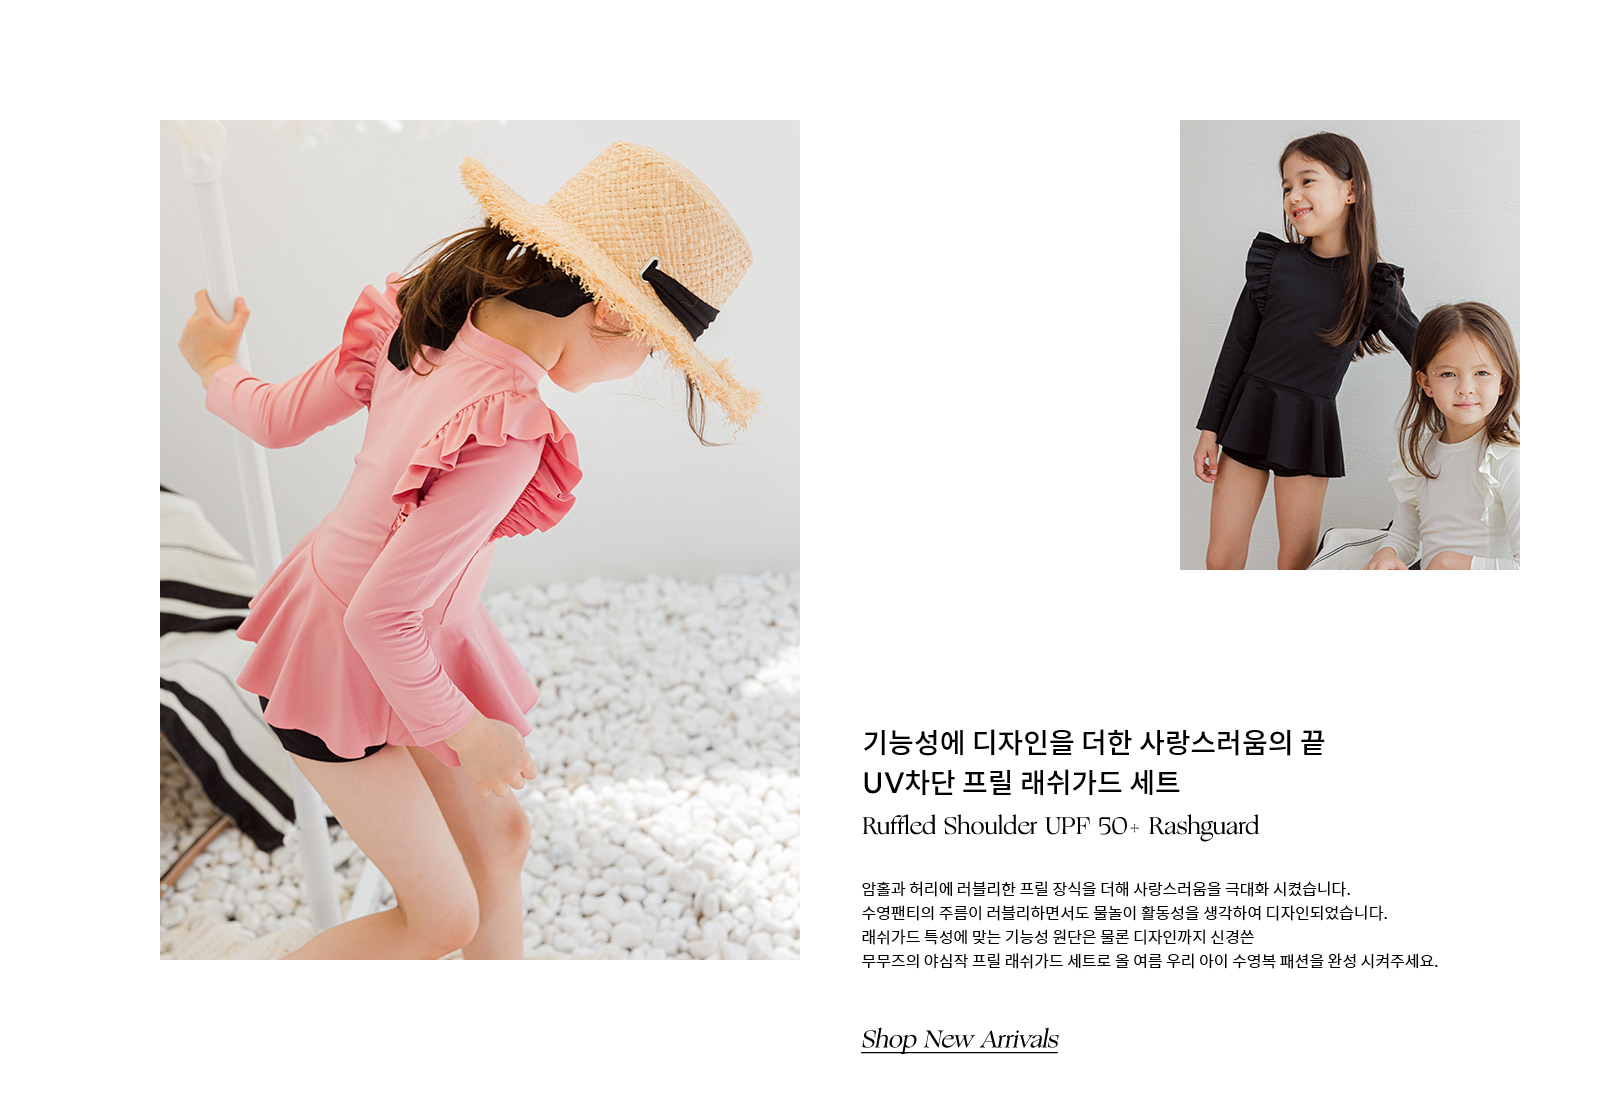 기능성에 디자인을 더한 사랑스러움의 끝
UV차단 프릴 래쉬가드 세트
Ruffled Shoulder UPF 50+ Rashguard
암홀과 허리에 러블리한 프릴 장식을 더해 사랑스러움을 극대화 시켰습니다.
수영팬티의 주름이 러블리하면서도 물놀이 활동성을 생각하여 디자인되었습니다.
래쉬가드 특성에 맞는 기능성 원단은 물론 디자인까지 신경쓴
무무즈의 야심작 프릴 래쉬가드 세트로 올 여름 우리 아이 수영복 패션을 완성 시켜주세요.
Shop New Arrivals